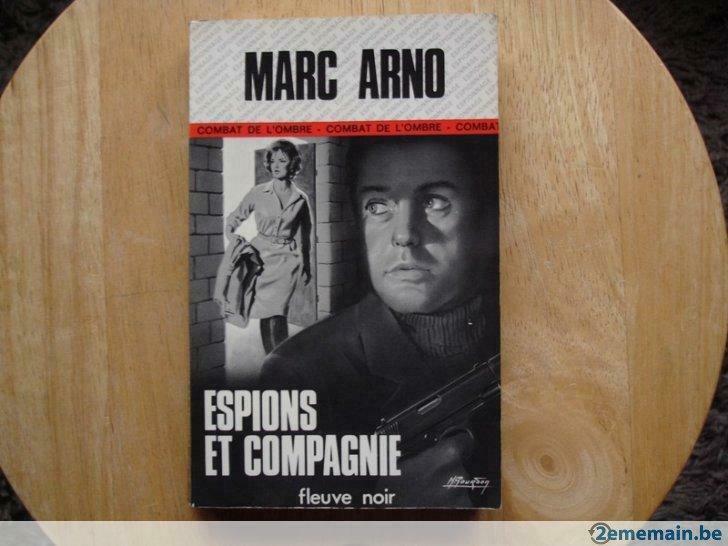 MARC ARNO
COMBAT DE L'OMBRE - COMBAT DE L'OMBRE - COMBAT
ESPIONS
ET COMPAGNIE
fleuve noir
2ememain.be